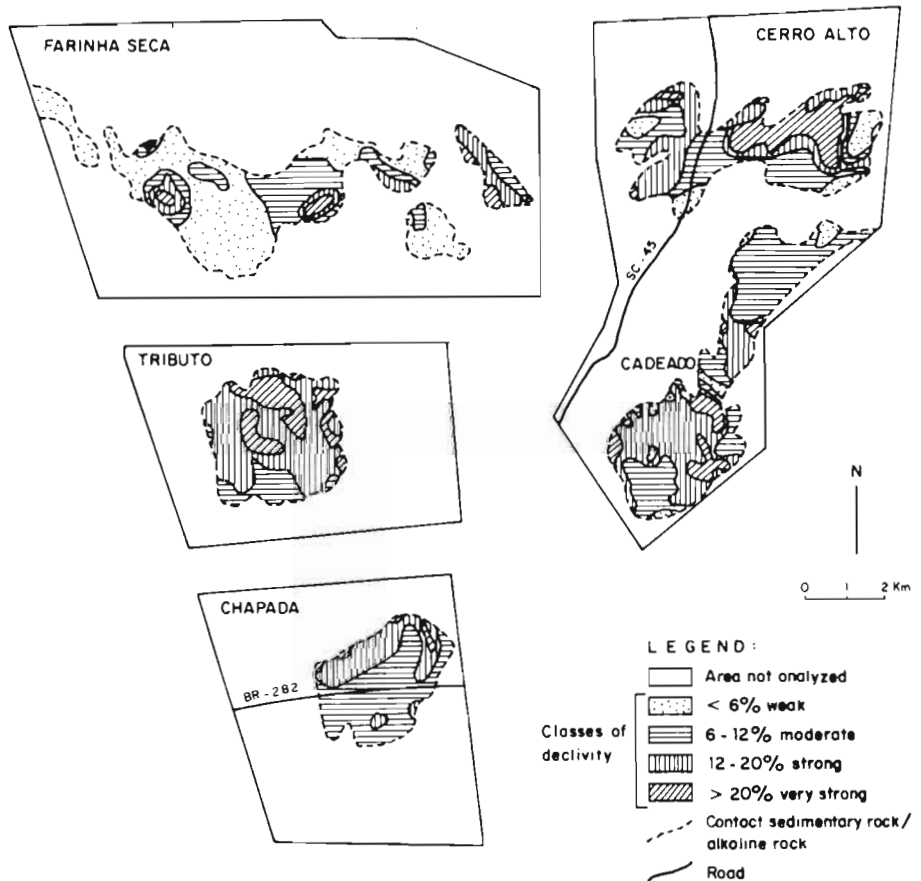 FARINHA SECA
CERRO ALTO
SC-45
TRIBUTO
CADEADO
N
0 1 2 Km
CHAPADA
BR-282
LEGEND:
Area not analized
Classes of
declivity
< 6% weak
6-12% moderate
12-20% strong
> 20% very strong
Contact sedimentary rock/
alkaline rock
Road